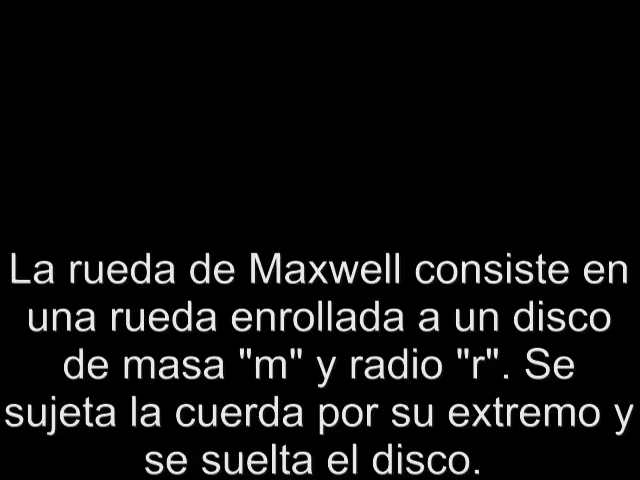 La rueda de Maxwell consiste en
una rueda enrollada a un disco
de masa "m" y radio "r". Se
sujeta la cuerda por su extremo y
se suelta el disco.